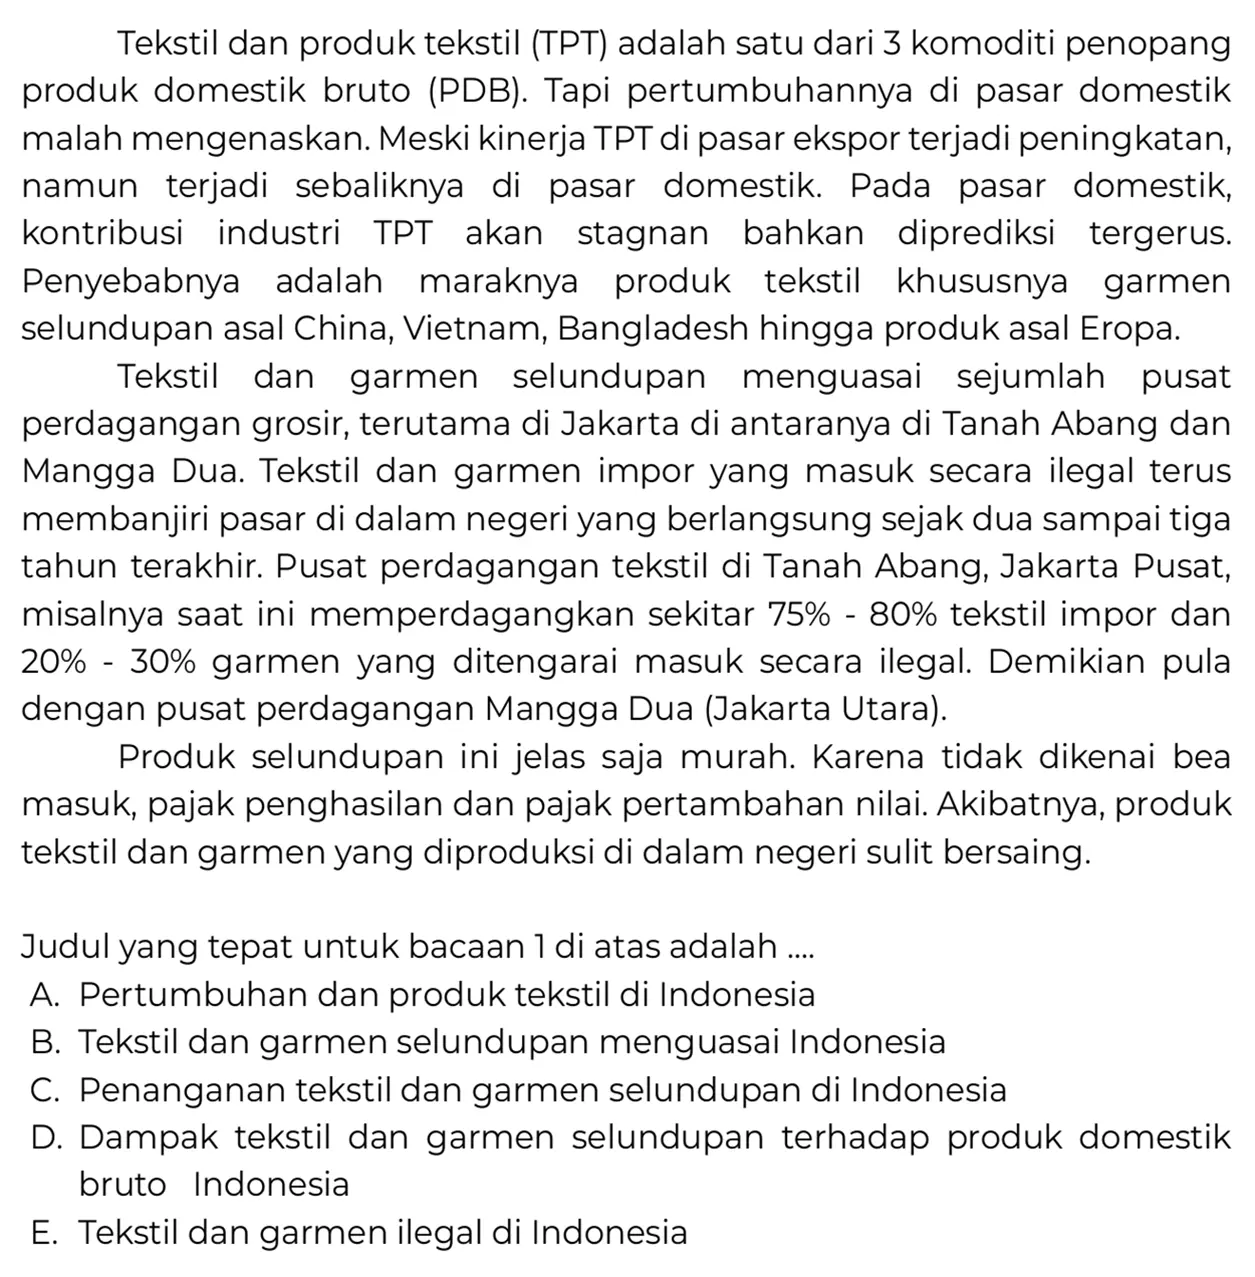 Tekstil dan produk tekstil (TPT) adalah satu dari 3 komoditi penopang
produk domestik bruto (PDB). Tapi pertumbuhannya di pasar domestik
malah mengenaskan. Meski kinerja TPT di pasar ekspor terjadi peningkatan,
namun terjadi sebaliknya di pasar domestik. Pada pasar domestik,
kontribusi industri TPT akan stagnan bahkan diprediksi tergerus.
Penyebabnya adalah maraknya produk tekstil khususnya garmen
selundupan asal China, Vietnam, Bangladesh hingga produk asal Eropa.
Tekstil dan garmen selundupan menguasai sejumlah pusat
perdagangan grosir, terutama di Jakarta di antaranya di Tanah Abang dan
Mangga Dua. Tekstil dan garmen impor yang masuk secara ilegal terus
membanjiri pasar di dalam negeri yang berlangsung sejak dua sampai tiga
tahun terakhir. Pusat perdagangan tekstil di Tanah Abang, Jakarta Pusat,
misalnya saat ini memperdagangkan sekitar 75% - 80% tekstil impor dan
20% - 30% garmen yang ditengarai masuk secara ilegal. Demikian pula
dengan pusat perdagangan Mangga Dua (Jakarta Utara).
Produk selundupan ini jelas saja murah. Karena tidak dikenai bea
masuk, pajak penghasilan dan pajak pertambahan nilai. Akibatnya, produk
tekstil dan garmen yang diproduksi di dalam negeri sulit bersaing.
Judul yang tepat untuk bacaan 1 di atas adalah ....
A. Pertumbuhan dan produk tekstil di Indonesia
B. Tekstil dan garmen selundupan menguasai Indonesia
C. Penanganan tekstil dan garmen selundupan di Indonesia
D. Dampak tekstil dan garmen selundupan terhadap produk domestik
bruto Indonesia
E. Tekstil dan garmen ilegal di Indonesia